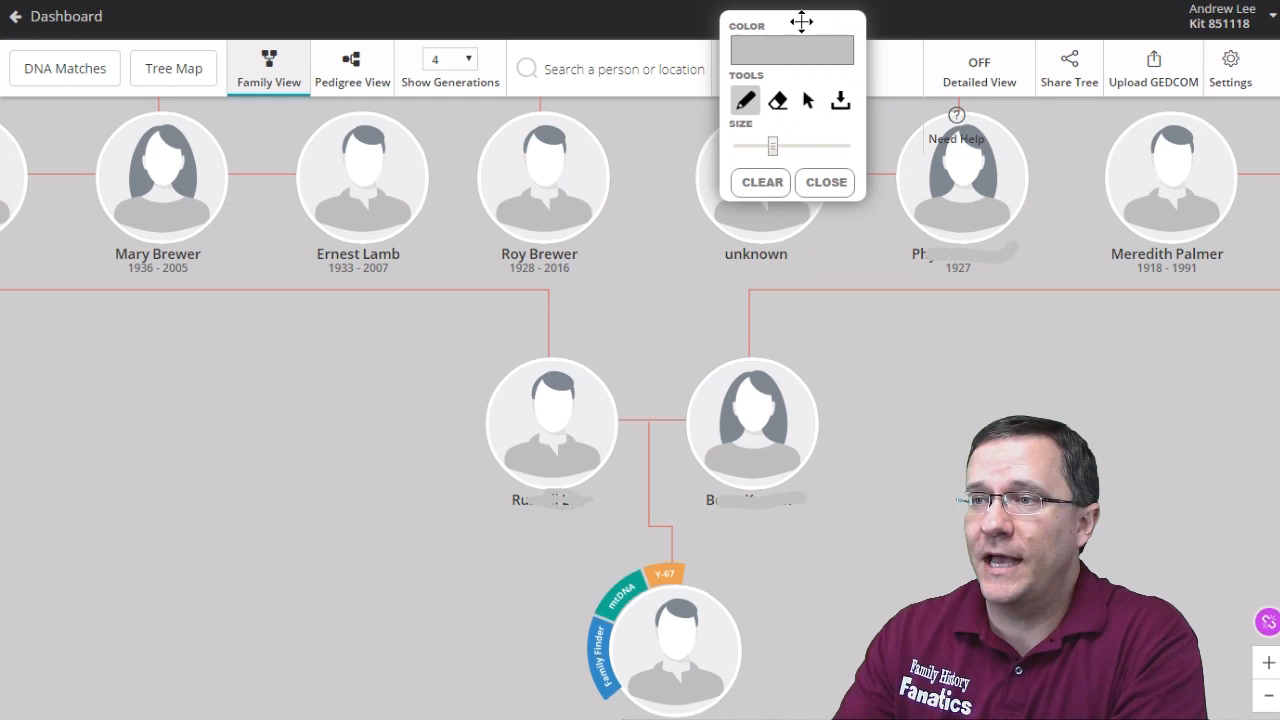 Dashboard
Andrew Lee
Kit 851118
DNA Matches
Tree Map
Family View
Pedigree View
4
Show Generations
Search a person or location
COLOR
TOOLS
SIZE
CLEAR
CLOSE
OFF
Detailed View
Share Tree
Upload GEDCOM
Settings
Need Help
Mary Brewer
1936 - 2005
Ernest Lamb
1933 - 2007
Roy Brewer
1928 - 2016
unknown
1927
Meredith Palmer
1918 - 1991
Family Finder
mtDNA
Y-67
Family History
Fanatics